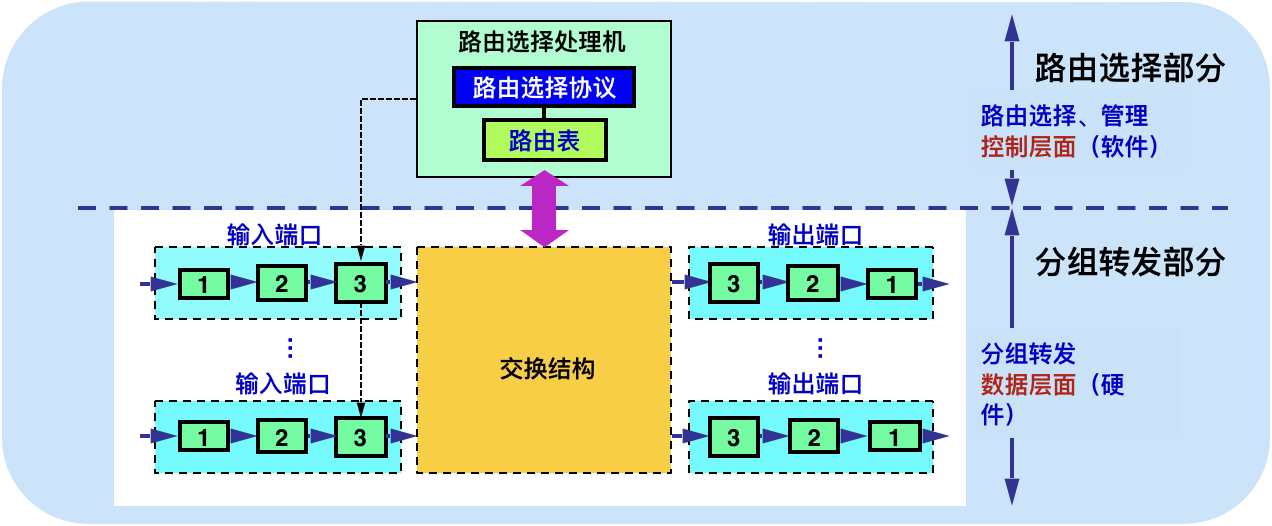 路由选择处理机
路由选择协议
路由表
路由选择部分
路由选择、管理
控制层面（软件）
输入端口
1 2 3
⋮
输入端口
1 2 3
交换结构
输出端口
3 2 1
⋮
输出端口
3 2 1
分组转发部分
分组转发
数据层面（硬
件）